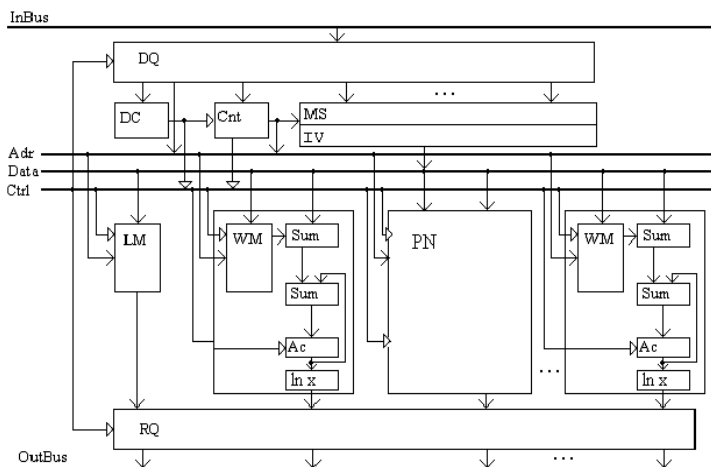 InBus
DQ
...
DC
Cnt
MS
IV
Adr
Data
Ctrl
LM
WM
Sum
Sum
Ac
ln x
PN
...
WM
Sum
Sum
Ac
ln x
RQ
OutBus
...